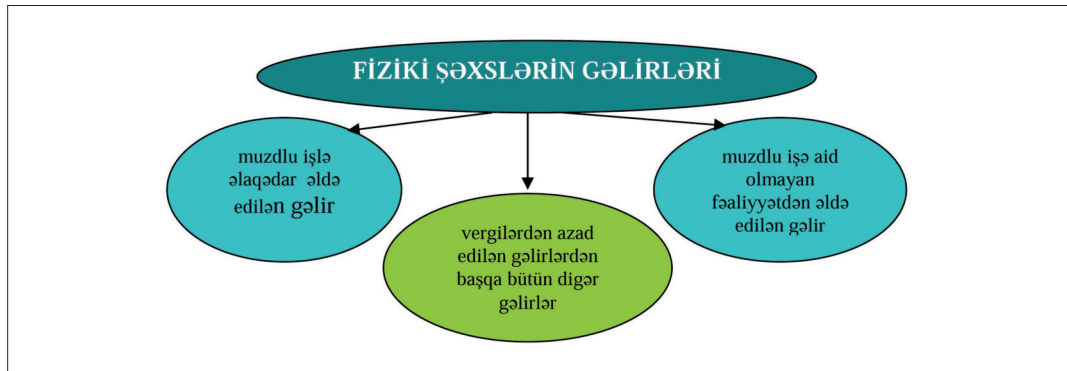 FİZİKİ ŞƏXSLƏRİN GƏLİRLƏRİ
muzdlu işlə
əlaqədar əldə
edilən gəlir
vergilərdən azad
edilən gəlirlərdən
başqa bütün digər
gəlirlər
muzdlu işə aid
olmayan
fəaliyyətdən əldə
edilən gəlir